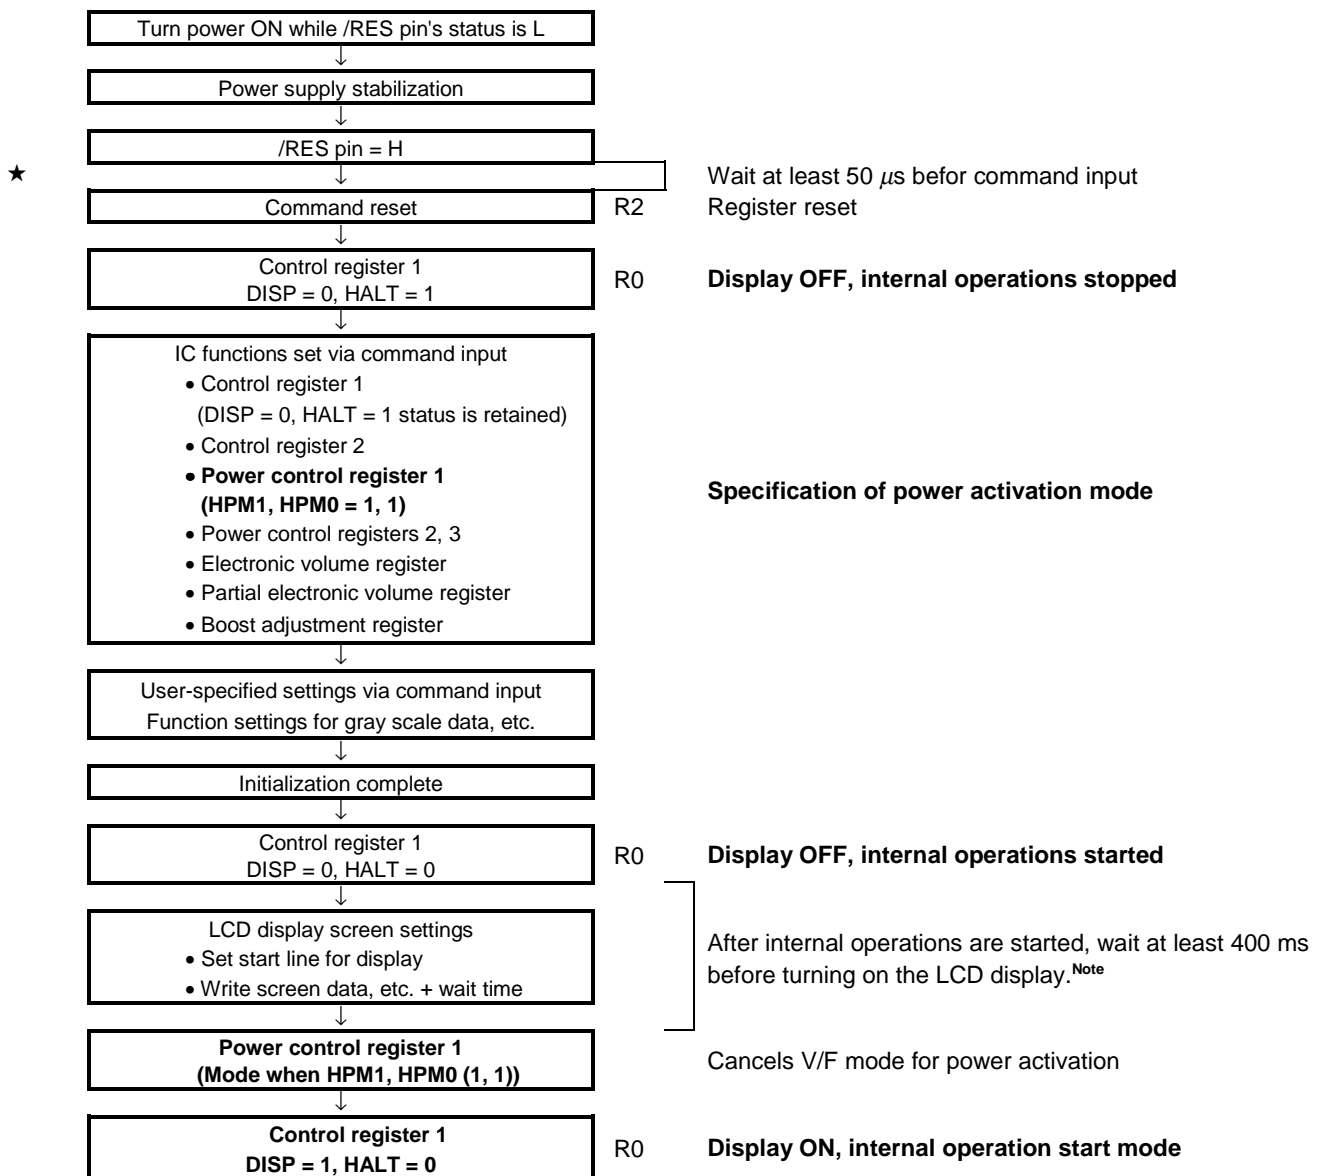 Turn power ON while /RES pin's status is L
↓
Power supply stabilization
↓
/RES pin = H
★ ↓ Wait at least 50 μs befor command input
Command reset R2 Register reset
↓
Control register 1
DISP = 0, HALT = 1 R0 Display OFF, internal operations stopped
↓
IC functions set via command input
• Control register 1
(DISP = 0, HALT = 1 status is retained)
• Control register 2
• Power control register 1
(HPM1, HPM0 = 1, 1) Specification of power activation mode
• Power control registers 2, 3
• Electronic volume register
• Partial electronic volume register
• Boost adjustment register
↓
User-specified settings via command input
Function settings for gray scale data, etc.
↓
Initialization complete
↓
Control register 1
DISP = 0, HALT = 0 R0 Display OFF, internal operations started
↓
LCD display screen settings
• Set start line for display
• Write screen data, etc. + wait time
After internal operations are started, wait at least 400 ms
before turning on the LCD display.Note
↓
Power control register 1
(Mode when HPM1, HPM0 (1, 1)) Cancels V/F mode for power activation
↓
Control register 1
DISP = 1, HALT = 0 R0 Display ON, internal operation start mode